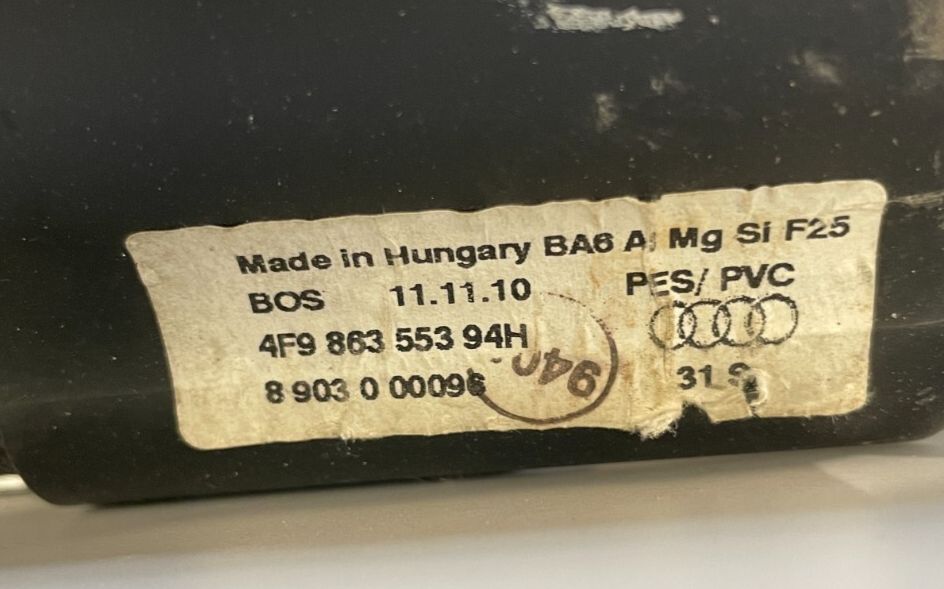 Made in Hungary BA6 Al Mg Si F25
BOS 11.11.10 PES/ PVC
4F9 863 553 94H
8 903 0 00096 31